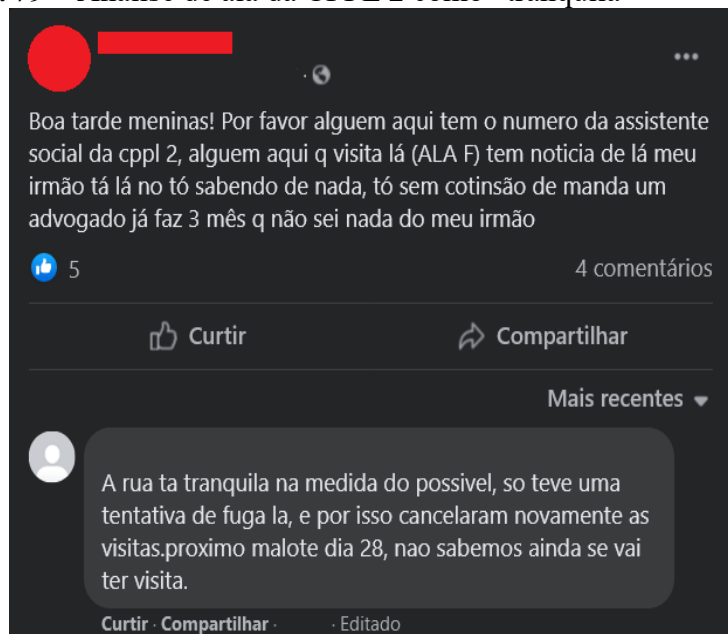 Boa tarde meninas! Por favor alguem aqui tem o numero da assistente
social da cppl 2, alguem aqui q visita lá (ALA F) tem noticia de lá meu
irmão tá lá no tó sabendo de nada, tó sem cotinsão de manda um
advogado já faz 3 mês q não sei nada do meu irmão
5
4 comentários
Curtir
Compartilhar
Mais recentes
A rua ta tranquila na medida do possivel, so teve uma
tentativa de fuga la, e por isso cancelaram novamente as
visitas.proximo malote dia 28, nao sabemos ainda se vai
ter visita.
Curtir · Compartilhar · · Editado